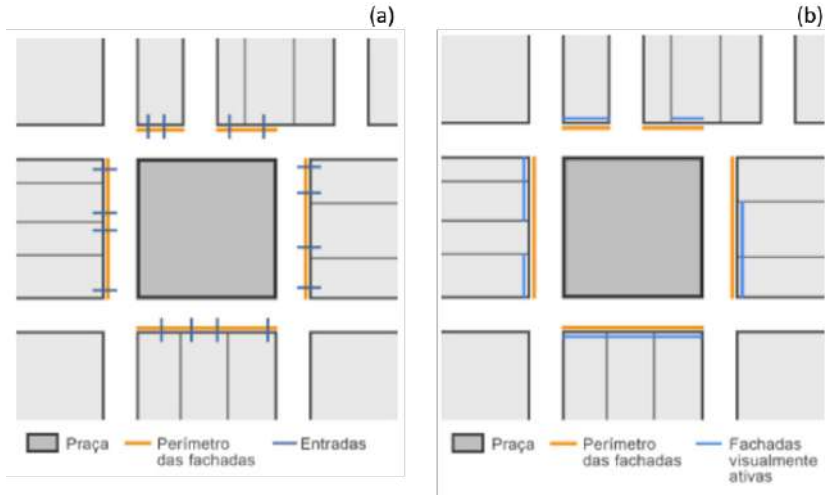 (a)
(b)
Praça
Perímetro
das fachadas
Entradas
Praça
Perímetro
das fachadas
Fachadas
visualmente
ativas